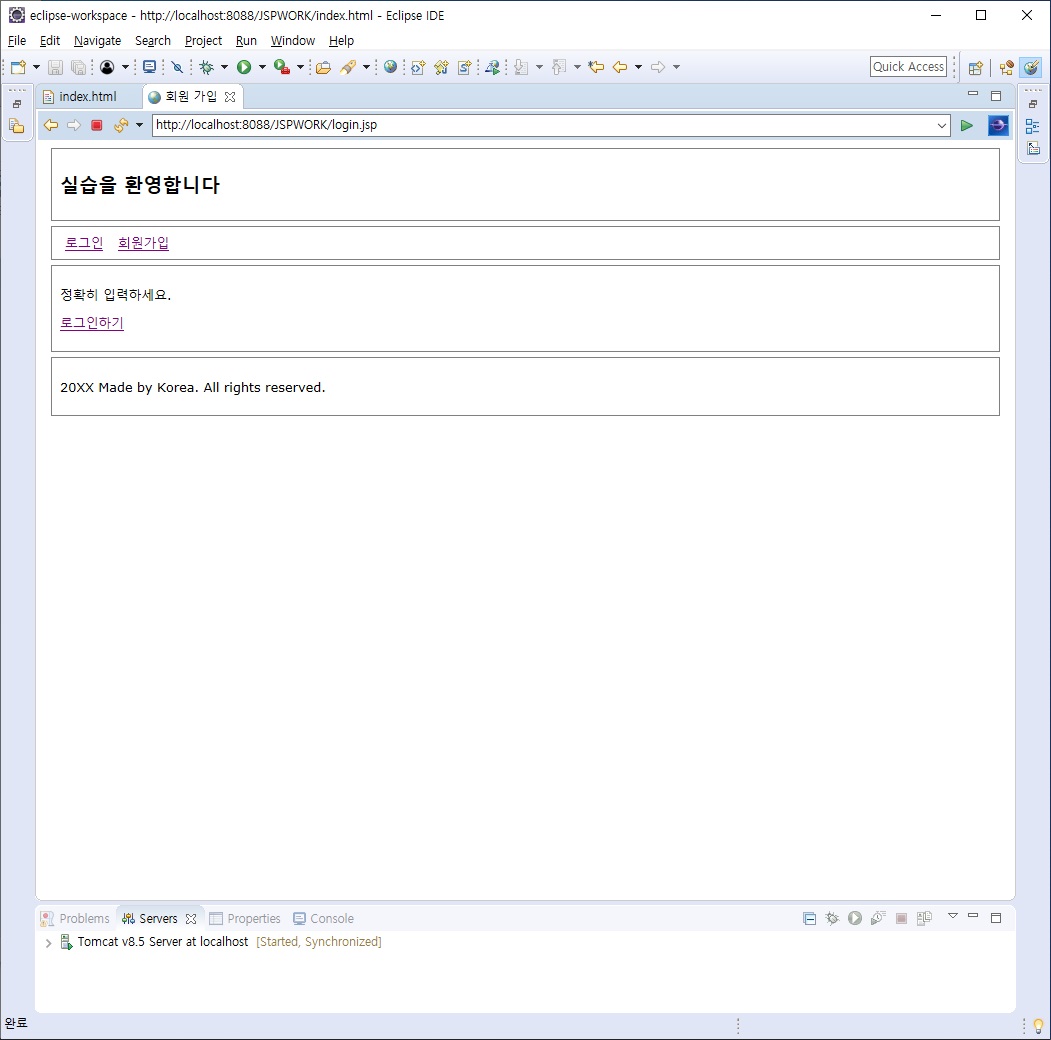 eclipse-workspace - http://localhost:8088/JSPWORK/index.html - Eclipse IDE
File Edit Navigate Search Project Run Window Help
Quick Access
index.html 회원 가입
http://localhost:8088/JSPWORK/login.jsp
실습을 환영합니다
로그인 회원가입
정확히 입력하세요.
로그인하기
20XX Made by Korea. All rights reserved.
Problems Servers Properties Console
Tomcat v8.5 Server at localhost [Started, Synchronized]
완료